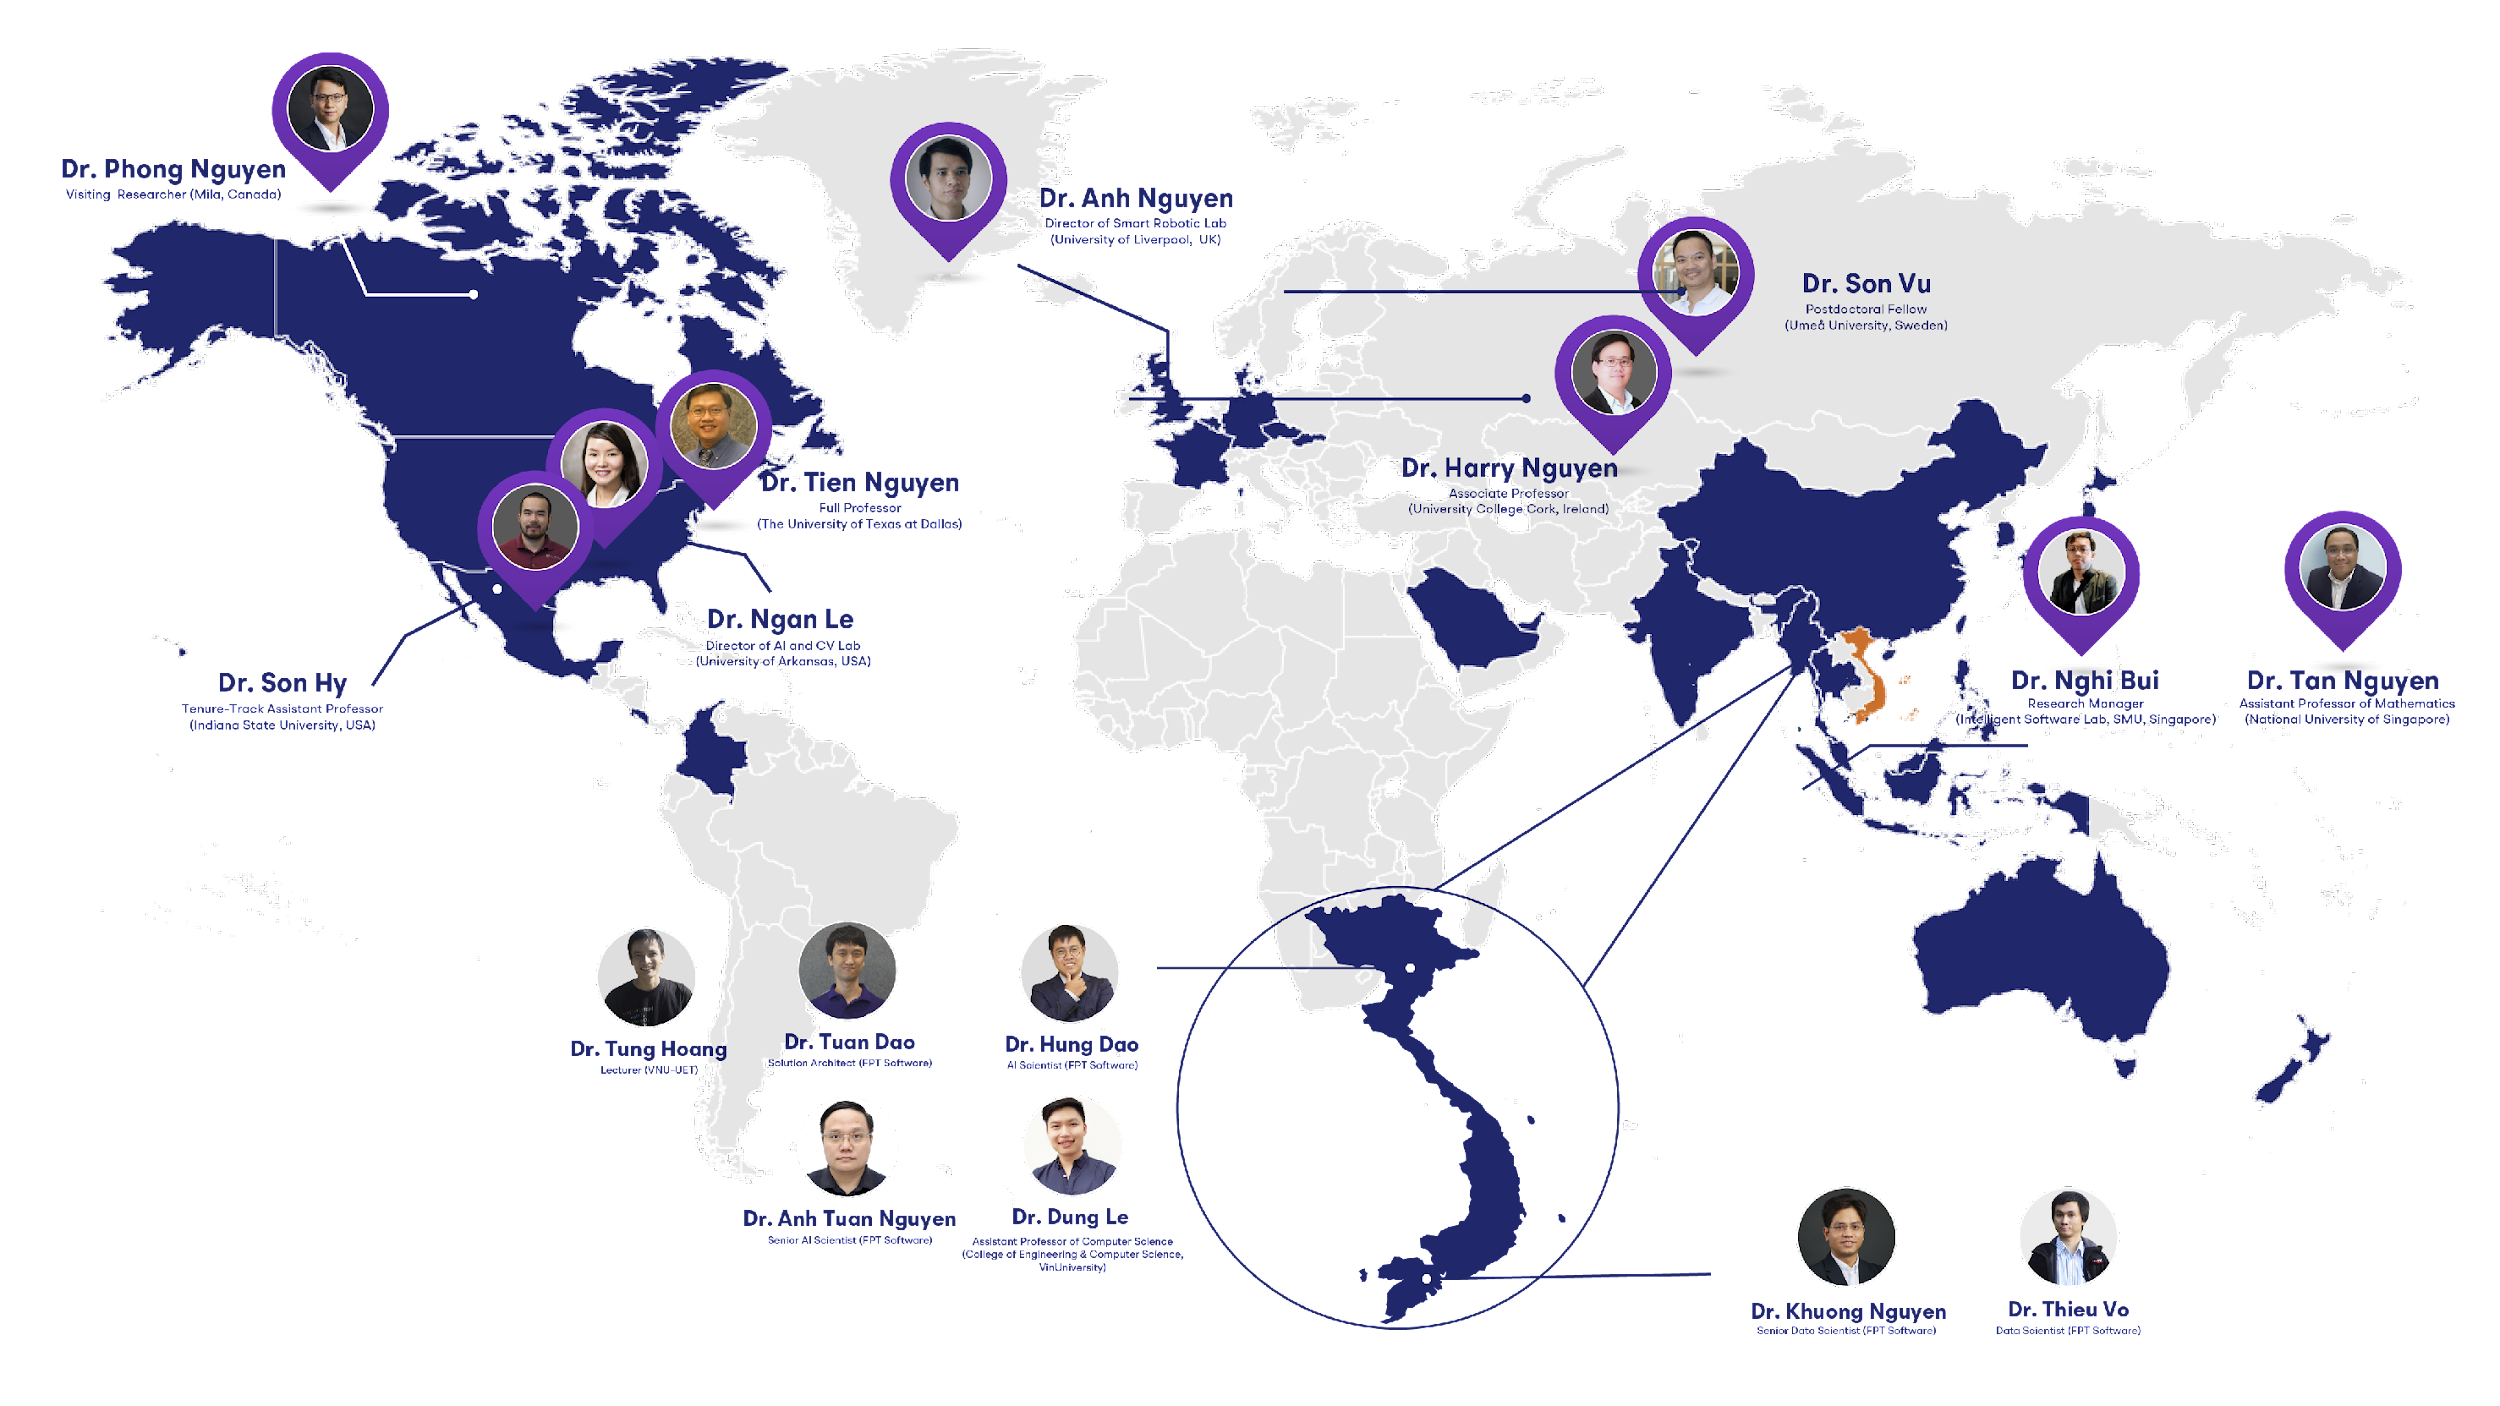 Dr. Phong Nguyen
Visiting Researcher (Mila, Canada)
Dr. Anh Nguyen
Director of Smart Robotic Lab
(University of Liverpool, UK)
Dr. Son Vu
Postdoctoral Fellow
(Umeå University, Sweden)
Dr. Harry Nguyen
Associate Professor
(University College Cork, Ireland)
Dr. Tien Nguyen
Full Professor
(The University of Texas at Dallas)
Dr. Ngan Le
Director of AI and CV Lab
(University of Arkansas, USA)
Dr. Son Hy
Tenure-Track Assistant Professor
(Indiana State University, USA)
Dr. Nghi Bui
Research Manager
(Intelligent Software Lab, SMU, Singapore)
Dr. Tan Nguyen
Assistant Professor of Mathematics
(National University of Singapore)
Dr. Tung Hoang
Lecturer (VNU-UET)
Dr. Tuan Dao
Solution Architect (FPT Software)
Dr. Hung Dao
AI Scientist (FPT Software)
Dr. Anh Tuan Nguyen
Senior AI Scientist (FPT Software)
Dr. Dung Le
Assistant Professor of Computer Science
(College of Engineering & Computer Science,
VinUniversity)
Dr. Khuong Nguyen
Senior Data Scientist (FPT Software)
Dr. Thieu Vo
Data Scientist (FPT Software)